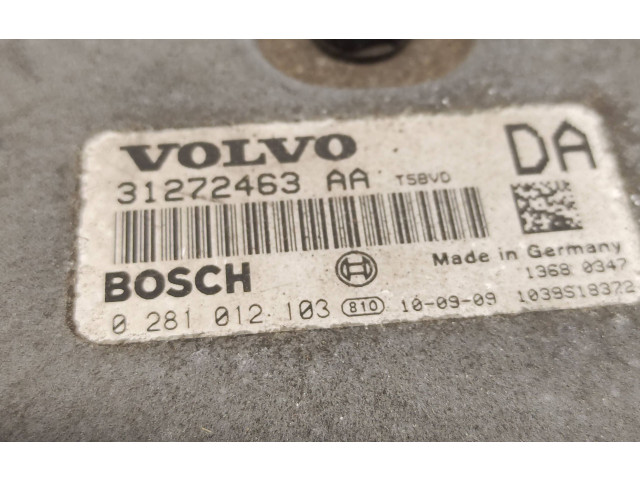 VOLVO DA
31272463 AA TSBVD
BOSCH Made in Germany
1368 0347
0 281 012 103 810 10-09-09 1039S18372